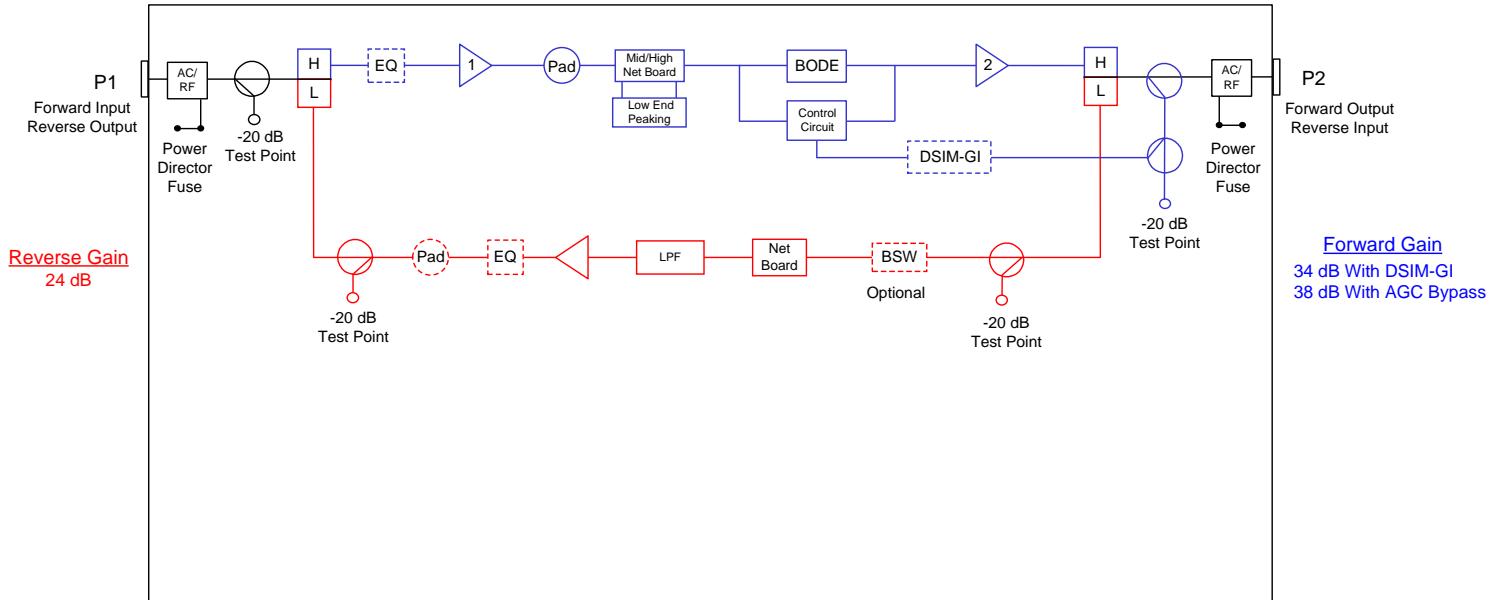 P1
Forward Input
Reverse Output
AC/
RF
Power
Director
Fuse
-20 dB
Test Point
H
L
EQ
1
Pad
Mid/High
Net Board
Low End
Peaking
BODE
Control
Circuit
DSIM-GI
2
H
L
-20 dB
Test Point
AC/
RF
Power
Director
Fuse
P2
Forward Output
Reverse Input
Reverse Gain
24 dB
-20 dB
Test Point
Pad
EQ
LPF
Net
Board
BSW
Optional
-20 dB
Test Point
Forward Gain
34 dB With DSIM-GI
38 dB With AGC Bypass